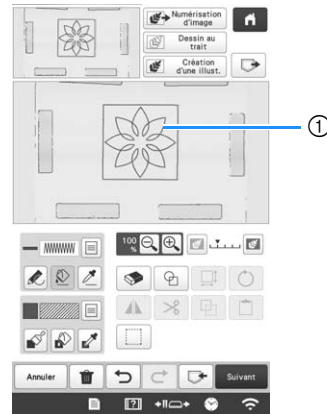 Numérisation
d'image
Dessin au
trait
Création
d'une illust.
①
100
%
Annuler
Suivant